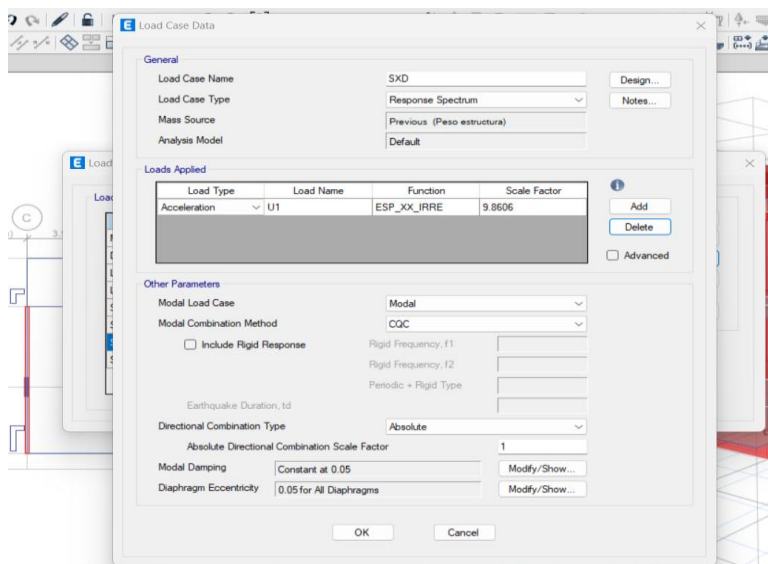 E Load Case Data
General
Load Case Name SXD Design...
Load Case Type Response Spectrum Notes...
Mass Source Previous (Peso estructura)
Analysis Model Default
E Load
Loads Applied
Load Type Load Name Function Scale Factor
Acceleration U1 ESP_XX_IRRE 9.8606 Add
Delete
Advanced
C
Other Parameters
Modal Load Case Modal
Modal Combination Method CQC
Include Rigid Response Rigid Frequency, f1
Rigid Frequency, f2
Periodic + Rigid Type
Earthquake Duration, td
Directional Combination Type Absolute
Absolute Directional Combination Scale Factor 1
Modal Damping Constant at 0.05 Modify/Show...
Diaphragm Eccentricity 0.05 for All Diaphragms Modify/Show...
OK Cancel